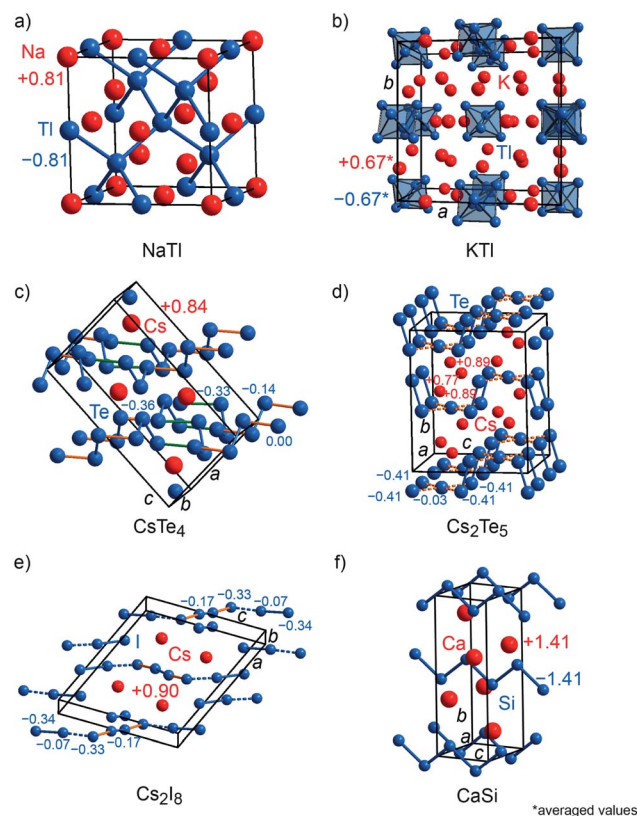 a)
Na
+0.81
Tl
−0.81
NaTl
b)
b
K
Tl
+0.67*
−0.67*
a
KTl
c)
+0.84
Cs
−0.33
−0.14
Te
−0.36
0.00
a
c
b
CsTe4
d)
Te
+0.89
+0.77
+0.89
b
Cs
a
c
−0.41
−0.41
−0.41
−0.03
−0.41
Cs2Te5
e)
−0.33
−0.17
−0.07
c
−0.34
I
b
Cs
a
+0.90
−0.34
−0.17
−0.07
−0.33
Cs2I8
f)
Ca
+1.41
−1.41
Si
b
a
c
CaSi
*averaged values